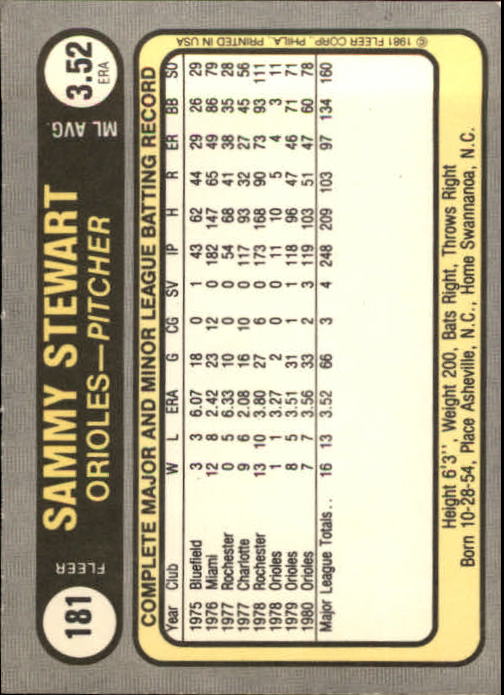 181
FLEER
SAMMY STEWART
ORIOLES—PITCHER
ML AVG.
3.52
ERA
COMPLETE MAJOR AND MINOR LEAGUE BATTING RECORD
Year Club W L ERA G CG SV IP H R ER BB SO
1975 Bluefield 3 3 6.07 18 0 1 43 62 44 29 26 29
1976 Miami 12 8 2.42 23 12 0 182 147 65 49 86 79
1977 Rochester 0 5 6.33 10 0 0 54 68 41 38 35 28
1977 Charlotte 9 6 2.08 16 10 0 117 93 32 27 45 56
1978 Rochester 13 10 3.80 27 6 0 173 168 90 73 93 111
1978 Orioles 1 1 3.27 2 0 0 11 10 5 4 3 11
1979 Orioles 8 5 3.51 31 1 1 118 96 47 46 71 71
1980 Orioles 7 7 3.56 33 2 3 119 103 51 47 60 78
Major League Totals . . 16 13 3.52 66 3 4 248 209 103 97 134 160
Height 6'3", Weight 200, Bats Right, Throws Right
Born 10-28-54, Place Asheville, N.C., Home Swannanoa, N.C.
© 1981 FLEER CORP., PHILA., PRINTED IN USA